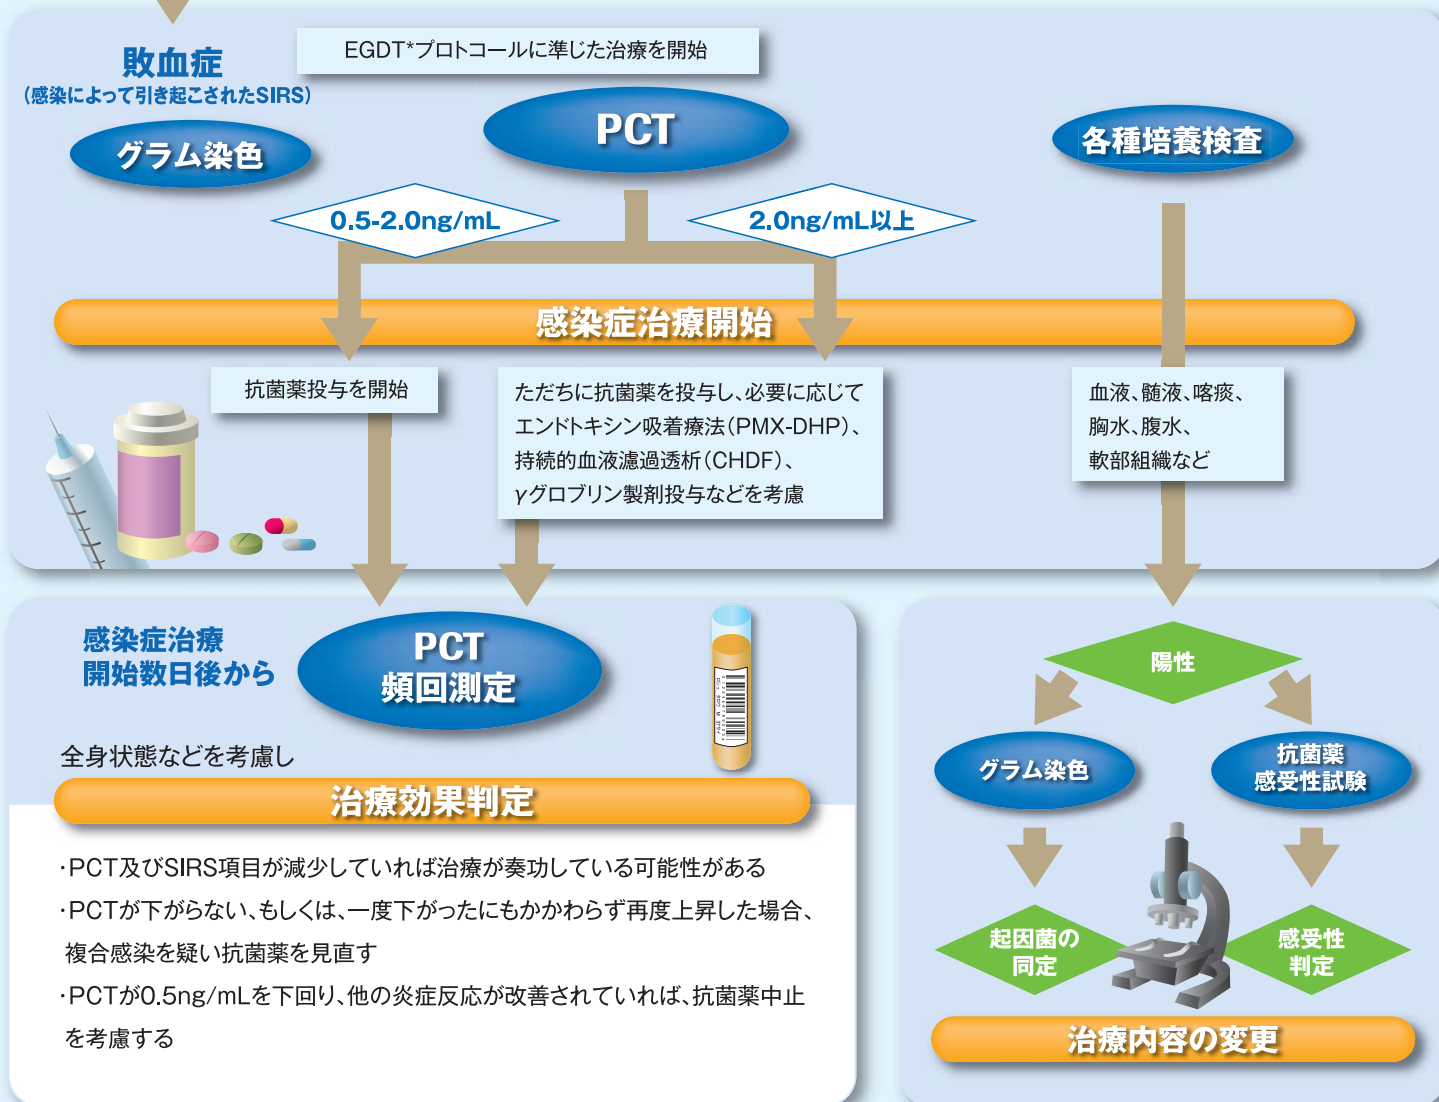 敗血症
(感染によって引き起こされたSIRS)
EGDT*プロトコールに準じた治療を開始
グラム染色
PCT
各種培養検査
0.5-2.0ng/mL
2.0ng/mL以上
感染症治療開始
抗菌薬投与を開始
ただちに抗菌薬を投与し、必要に応じて
エンドトキシン吸着療法(PMX-DHP)、
持続的血液濾過透析(CHDF)、
γグロブリン製剤投与などを考慮
血液、髄液、喀痰、
胸水、腹水、
軟部組織など
感染症治療
開始数日後から
PCT
頻回測定
全身状態などを考慮し
治療効果判定
・PCT及びSIRS項目が減少していれば治療が奏功している可能性がある
・PCTが下がらない、もしくは、一度下がったにもかかわらず再度上昇した場合、
複合感染を疑い抗菌薬を見直す
・PCTが0.5ng/mLを下回り、他の炎症反応が改善されていれば、抗菌薬中止
を考慮する
陽性
グラム染色
抗菌薬
感受性試験
起因菌の
同定
感受性
判定
治療内容の変更